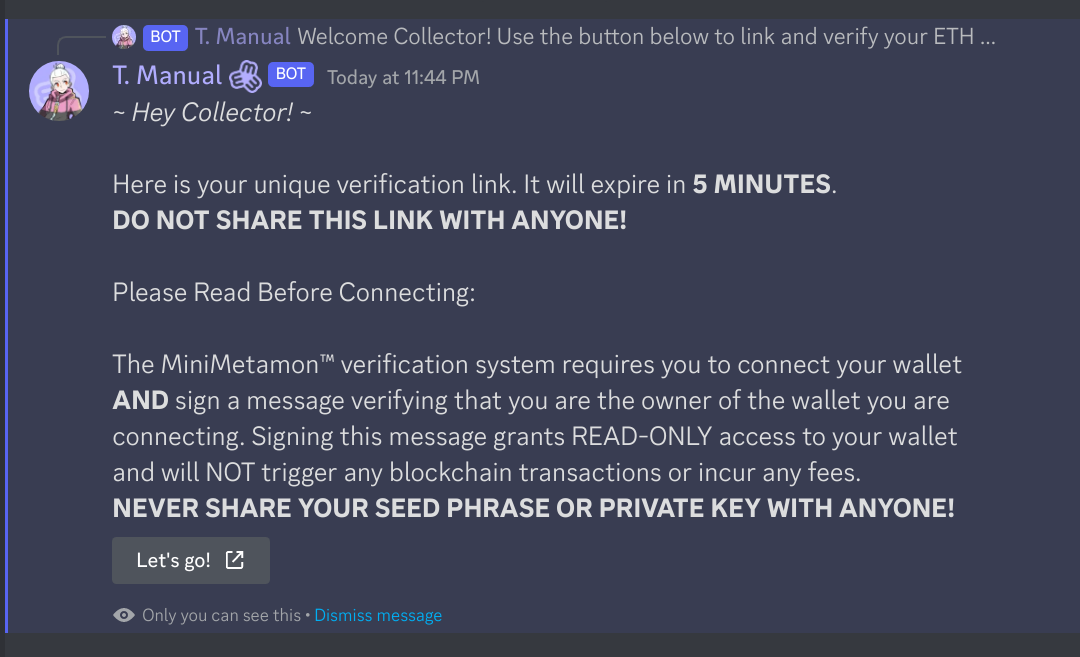 BOT T. Manual Welcome Collector! Use the button below to link and verify your ETH ...
T. Manual BOT Today at 11:44 PM
~ Hey Collector! ~
Here is your unique verification link. It will expire in 5 MINUTES.
DO NOT SHARE THIS LINK WITH ANYONE!
Please Read Before Connecting:
The MiniMetamon™ verification system requires you to connect your wallet
AND sign a message verifying that you are the owner of the wallet you are
connecting. Signing this message grants READ-ONLY access to your wallet
and will NOT trigger any blockchain transactions or incur any fees.
NEVER SHARE YOUR SEED PHRASE OR PRIVATE KEY WITH ANYONE!
Let's go!
Only you can see this • Dismiss message